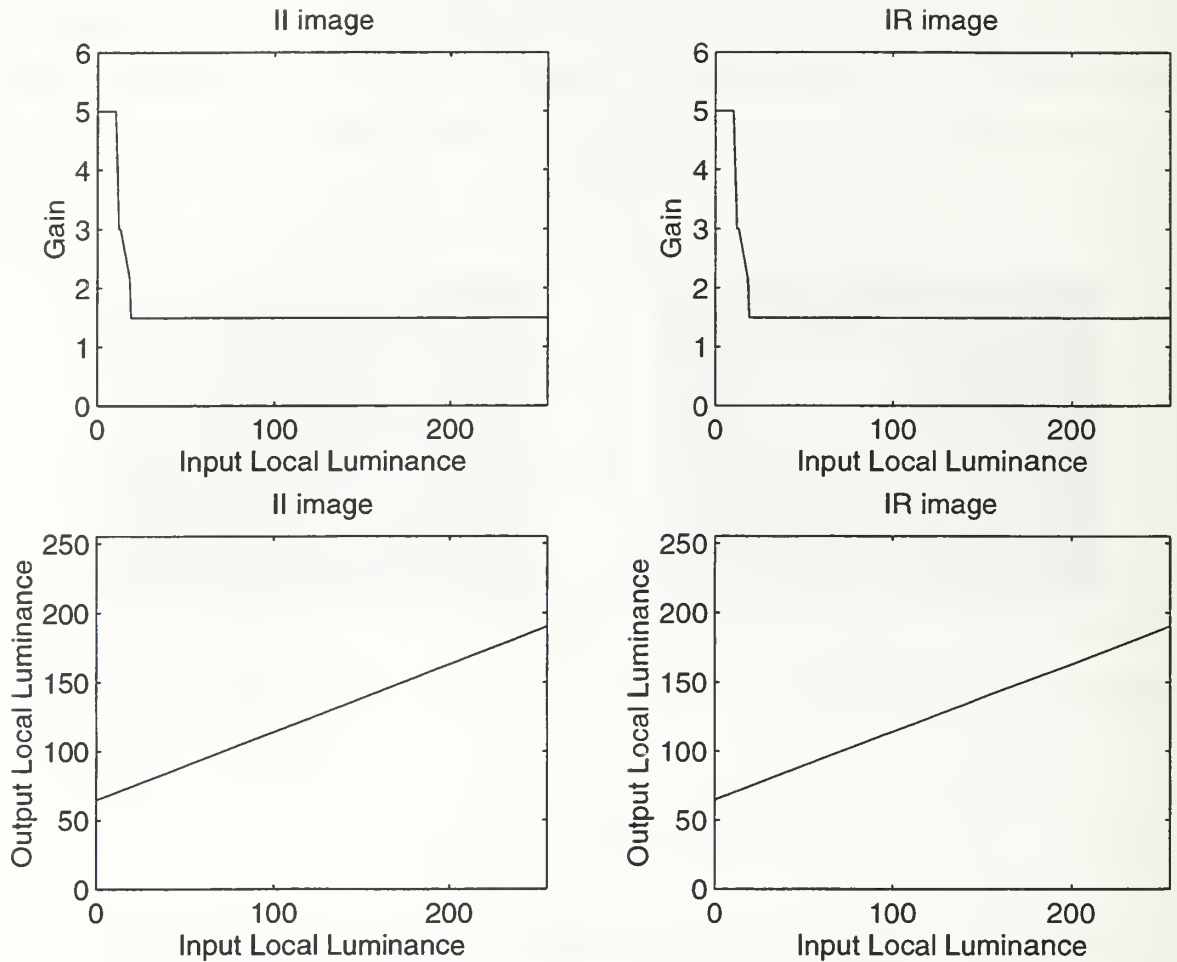 II image
6
5
4
3
2
1
0
Gain
0 100 200
Input Local Luminance
IR image
6
5
4
3
2
1
0
Gain
0 100 200
Input Local Luminance
II image
250
200
150
100
50
0
Output Local Luminance
0 100 200
Input Local Luminance
IR image
250
200
150
100
50
0
Output Local Luminance
0 100 200
Input Local Luminance